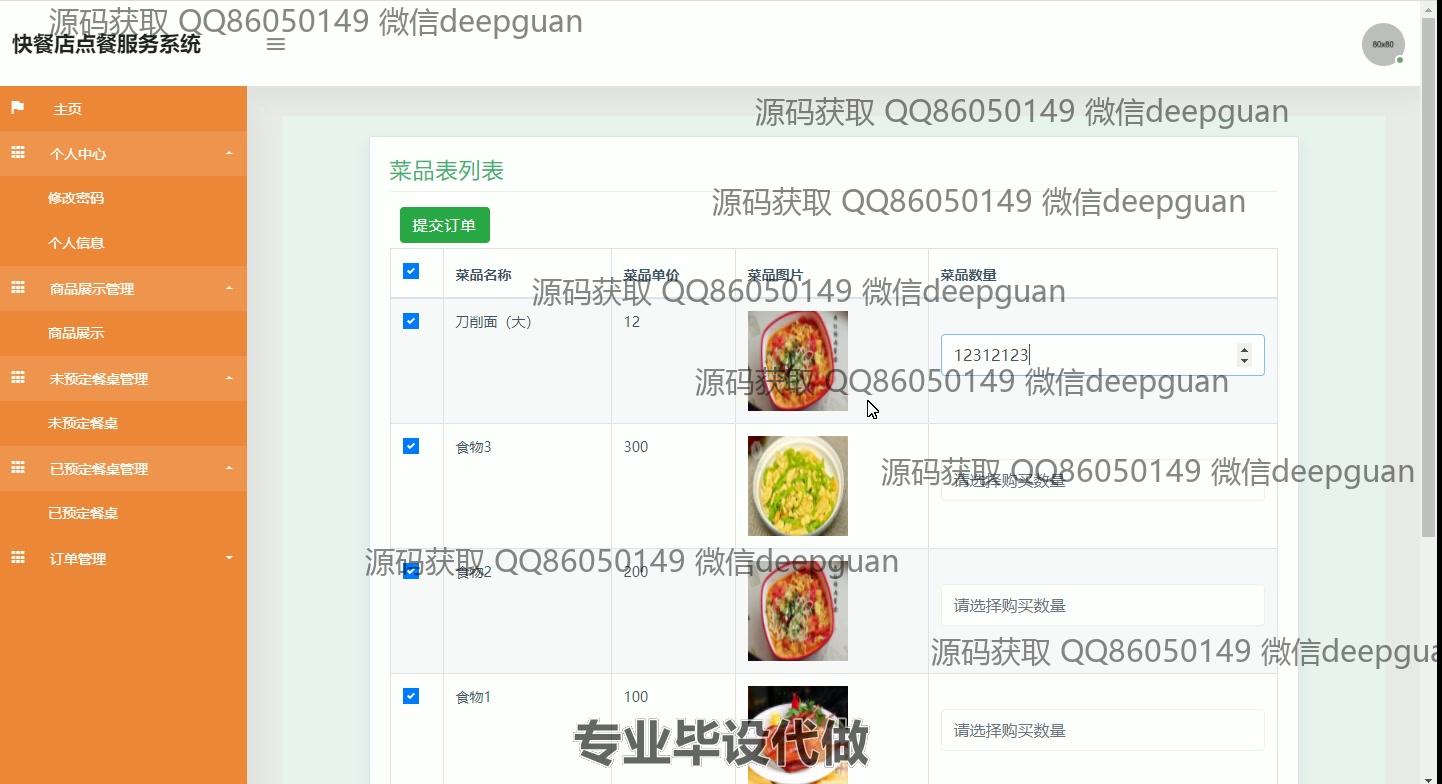 源码获取 QQ86050149 微信deepguan
快餐店点餐服务系统
60x60
主页
源码获取 QQ86050149 微信deepguan
个人中心
菜品表列表
修改密码
源码获取 QQ86050149 微信deepguan
提交订单
个人信息
菜品名称 菜品单价 菜品图片 菜品数量
商品展示管理
源码获取 QQ86050149 微信deepguan
刀削面（大） 12
商品展示
12312123
未预定餐桌管理
源码获取 QQ86050149 微信deepguan
未预定餐桌
食物3 300
已预定餐桌管理
源码获取 QQ86050149 微信deepguan
请选择购买数量
已预定餐桌
订单管理
源码获取 QQ86050149 微信deepguan
食物2 200
请选择购买数量
源码获取 QQ86050149 微信deepgua
食物1 100
请选择购买数量
专业毕设代做